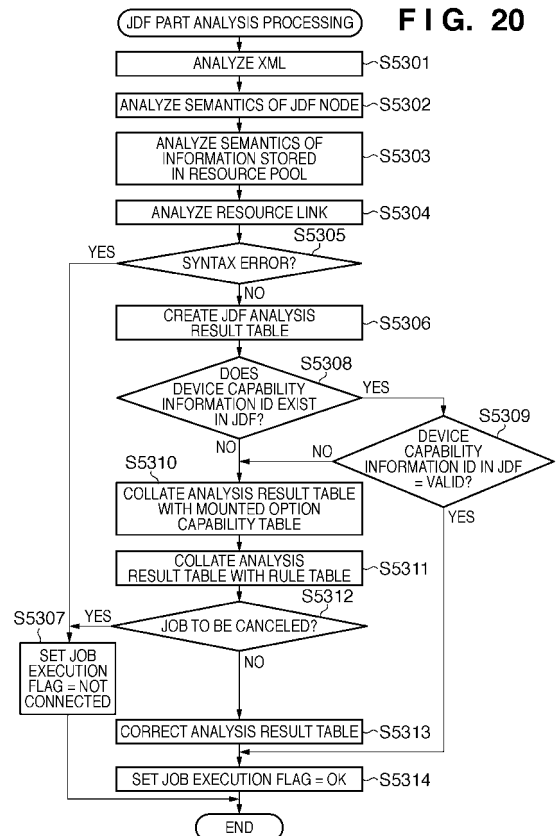 JDF PART ANALYSIS PROCESSING
FIG. 20
ANALYZE XML
S5301
ANALYZE SEMANTICS OF JDF NODE
S5302
ANALYZE SEMANTICS OF
INFORMATION STORED
IN RESOURCE POOL
S5303
ANALYZE RESOURCE LINK
S5304
S5305
YES
SYNTAX ERROR?
NO
CREATE JDF ANALYSIS
RESULT TABLE
S5306
S5308
DOES
DEVICE CAPABILITY
INFORMATION ID EXIST
IN JDF?
YES
NO
S5309
DEVICE
CAPABILITY
INFORMATION ID IN JDF
= VALID?
NO
YES
S5310
COLLATE ANALYSIS RESULT TABLE
WITH MOUNTED OPTION
CAPABILITY TABLE
COLLATE ANALYSIS
RESULT TABLE WITH RULE TABLE
S5311
S5312
JOB TO BE CANCELED?
YES
NO
S5307
SET JOB
EXECUTION
FLAG = NOT
CONNECTED
CORRECT ANALYSIS RESULT TABLE
S5313
SET JOB EXECUTION FLAG = OK
S5314
END